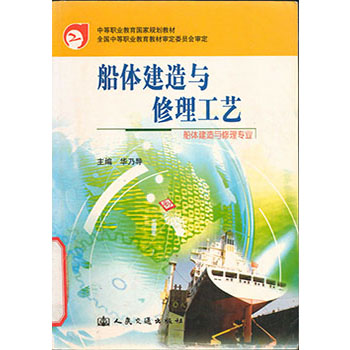 中等职业教育国家规划教材
全国中等职业教育教材审定委员会审定
船体建造与
修理工艺
船体建造与修理专业
主编 华乃导
人民交通出版社